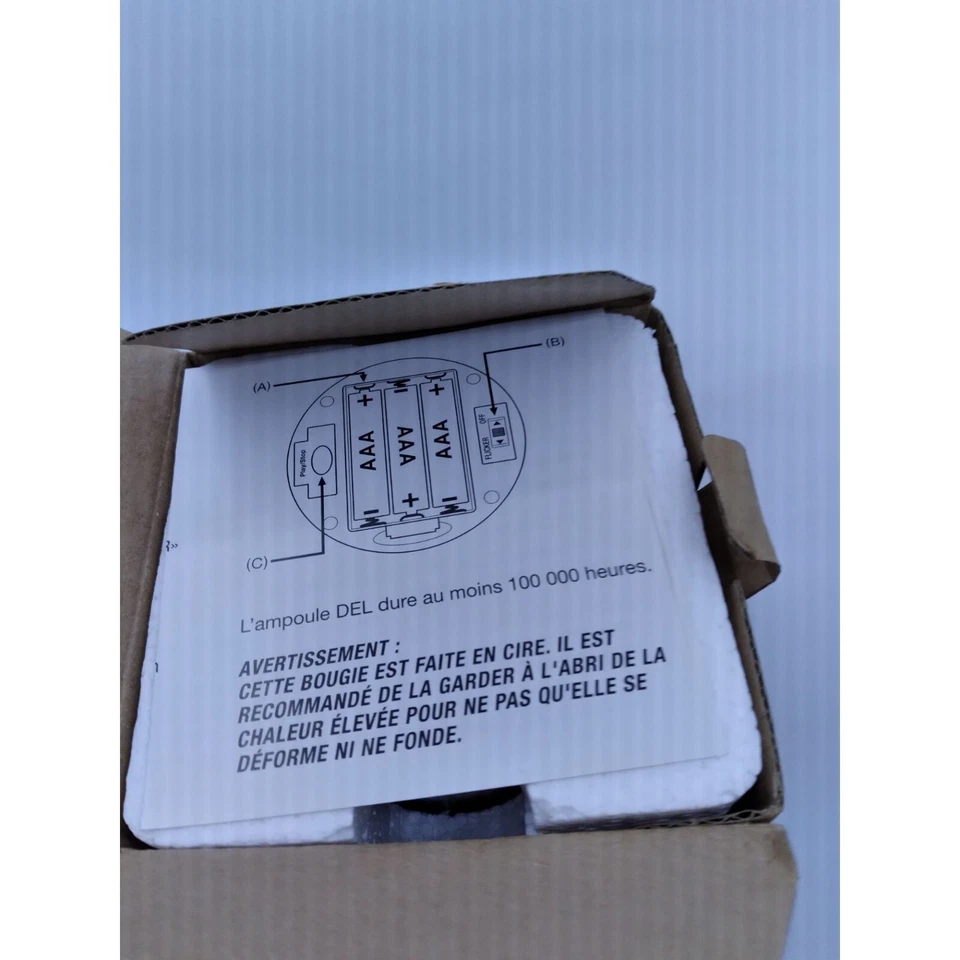 (A)
(B)
+ +
AAA AAA AAA
+
OFF
FLICKER
Play/Stop
(C)
L'ampoule DEL dure au moins 100 000 heures.
AVERTISSEMENT :
CETTE BOUGIE EST FAITE EN CIRE. IL EST
RECOMMANDÉ DE LA GARDER À L'ABRI DE LA
CHALEUR ÉLEVÉE POUR NE PAS QU'ELLE SE
DÉFORME NI NE FONDE.